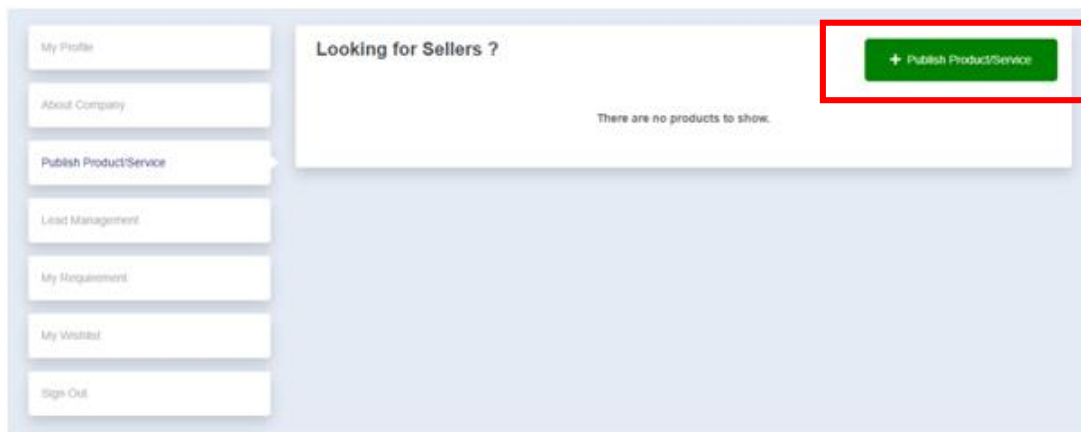 My Profile
About Company
Publish Product/Service
Lead Management
My Requirement
My Wishlist
Sign Out
Looking for Sellers ?
+ Publish Product/Service
There are no products to show.